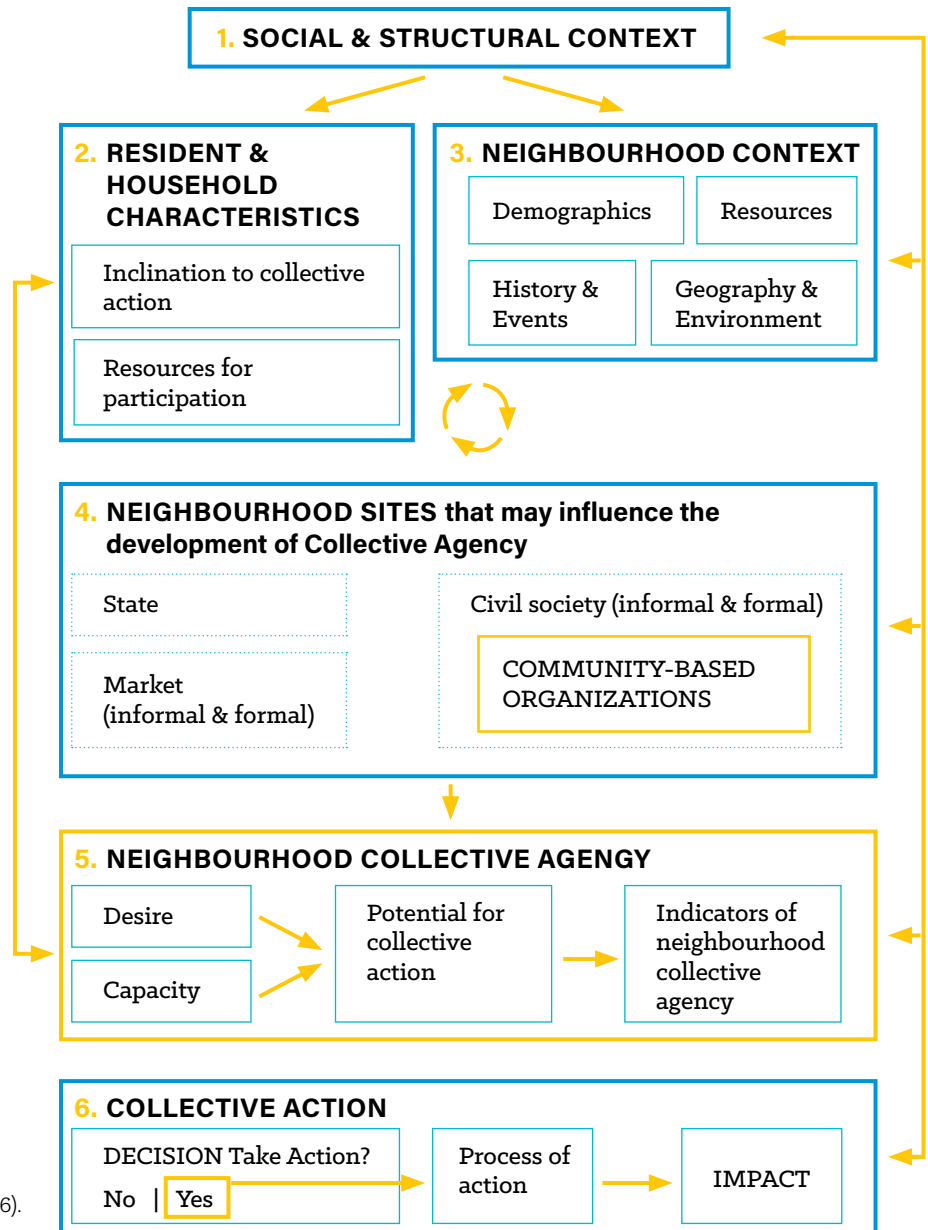 1. SOCIAL & STRUCTURAL CONTEXT
2. RESIDENT &
HOUSEHOLD
CHARACTERISTICS
Inclination to collective
action
Resources for
participation
3. NEIGHBOURHOOD CONTEXT
Demographics
Resources
History &
Events
Geography &
Environment
4. NEIGHBOURHOOD SITES that may influence the
development of Collective Agency
State
Market
(informal & formal)
Civil society (informal & formal)
COMMUNITY-BASED
ORGANIZATIONS
5. NEIGHBOURHOOD COLLECTIVE AGENGY
Desire
Capacity
Potential for
collective
action
Indicators of
neighbourhood
collective
agency
6. COLLECTIVE ACTION
DECISION Take Action?
No | Yes
Process of
action
IMPACT
6).